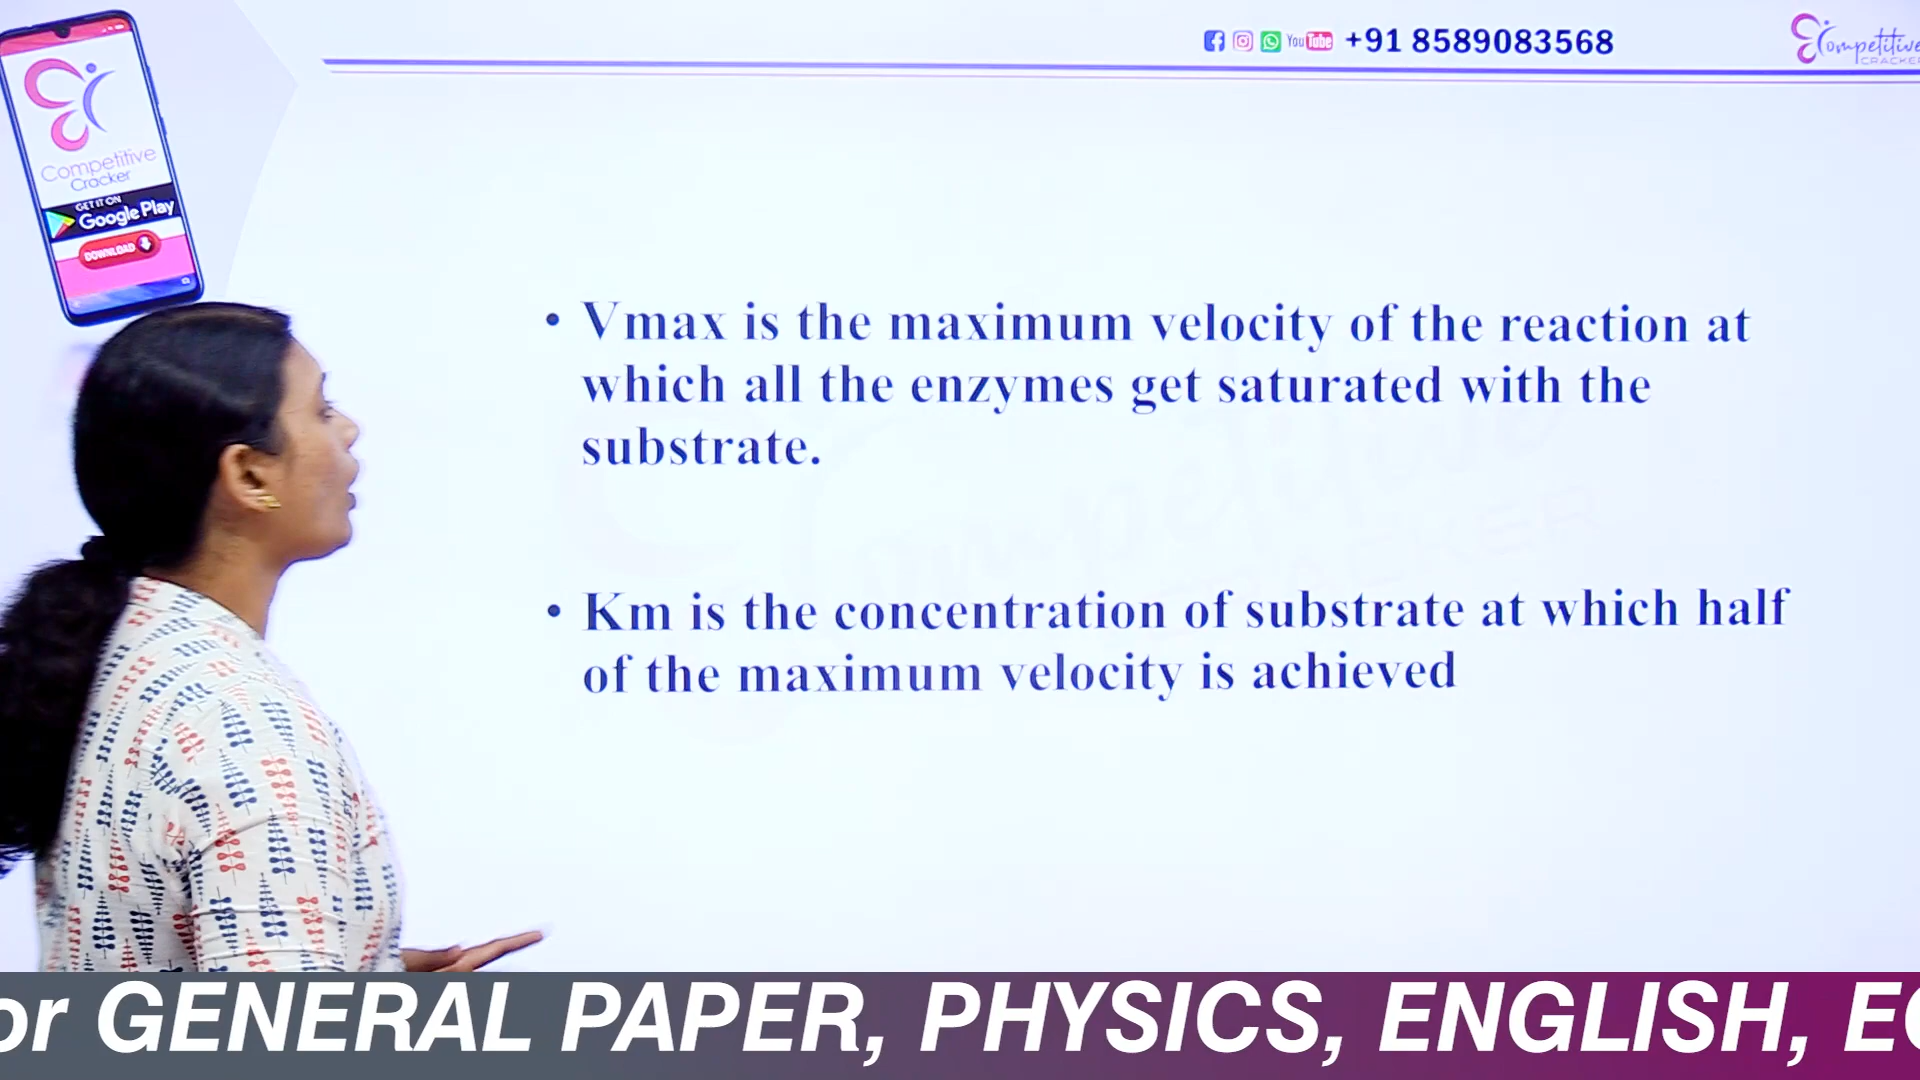 +91 8589083568
Competitive
CRACKER
Competitive
Cracker
GET IT ON
Google Play
DOWNLOAD
You Tube
• Vmax is the maximum velocity of the reaction at
which all the enzymes get saturated with the
substrate.
• Km is the concentration of substrate at which half
of the maximum velocity is achieved
or GENERAL PAPER, PHYSICS, ENGLISH,